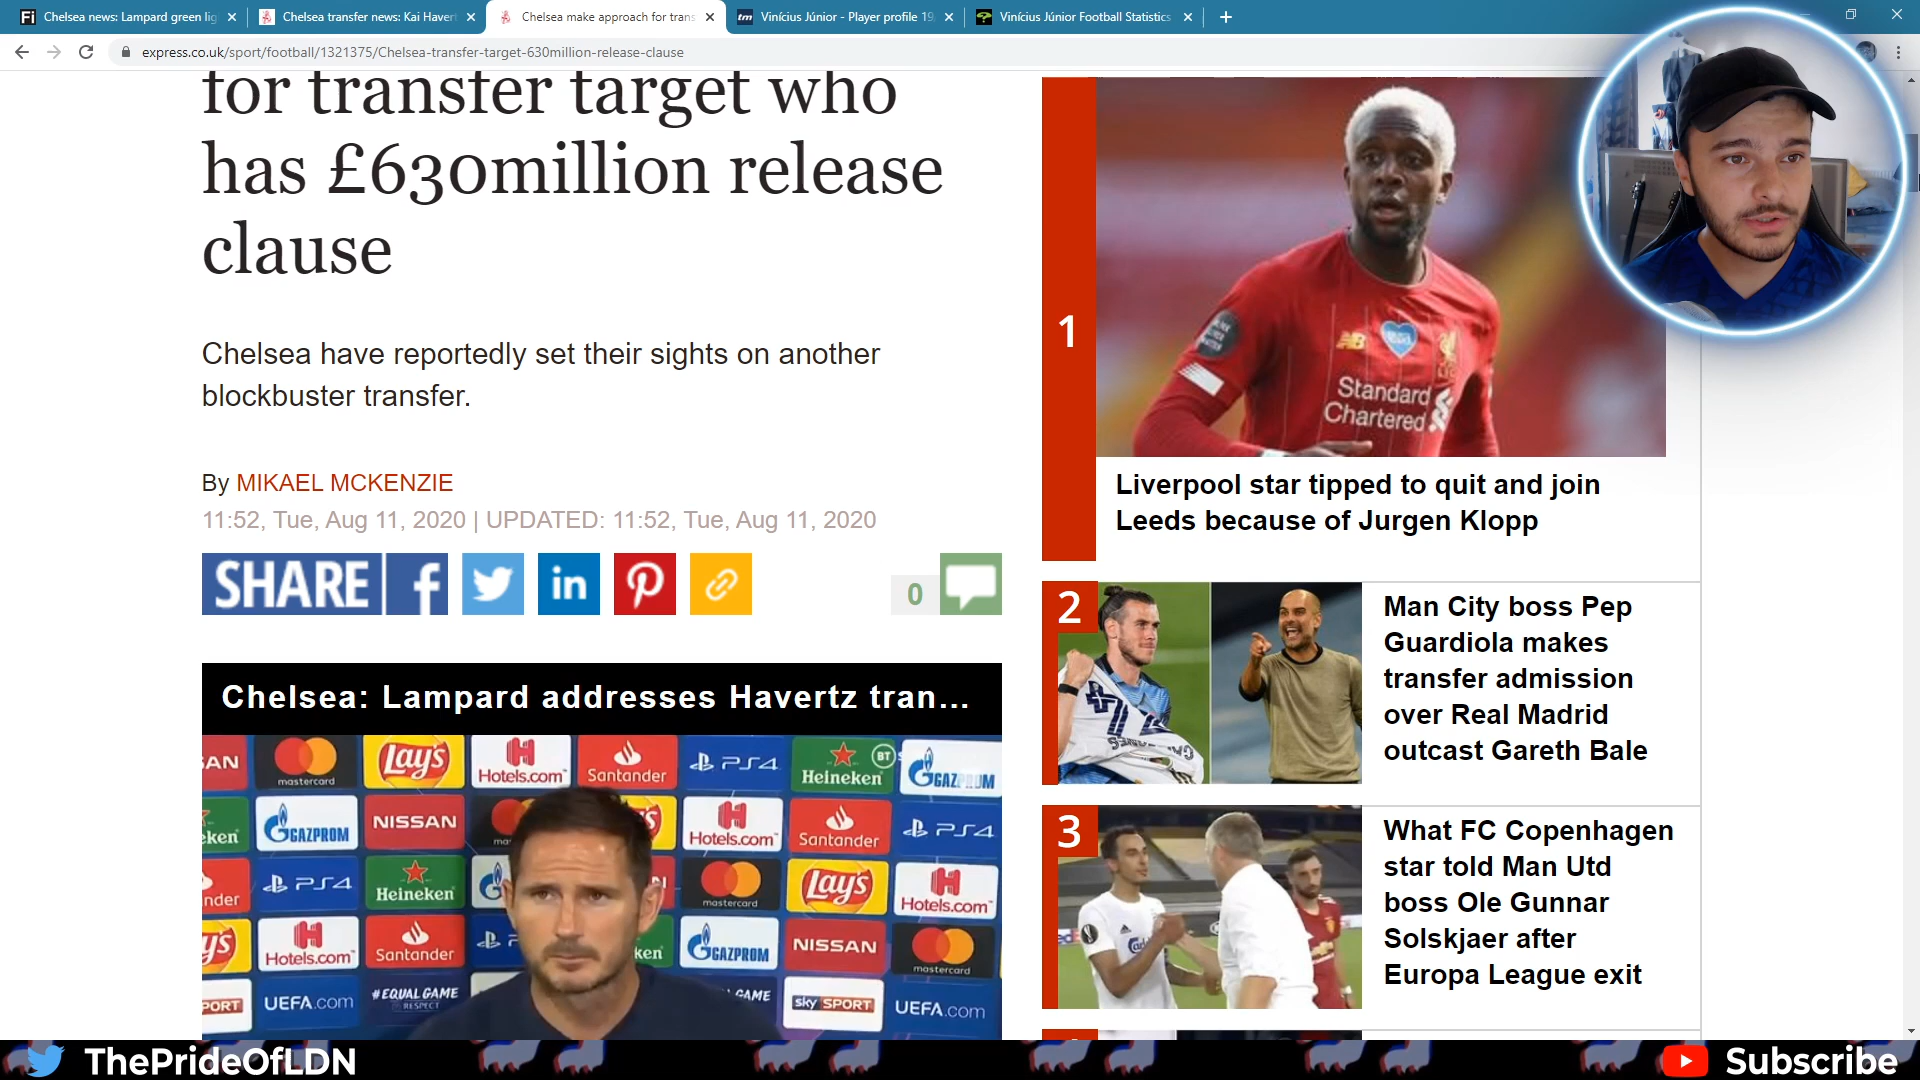 Chelsea news: Lampard green lig
Chelsea transfer news: Kai Havert
Chelsea make approach for trans
tm Vinícius Júnior - Player profile 19
Vinícius Júnior Football Statistics
express.co.uk/sport/football/1321375/Chelsea-transfer-target-630million-release-clause
for transfer target who
has £630million release
clause
Chelsea have reportedly set their sights on another
blockbuster transfer.
By MIKAEL MCKENZIE
11:52, Tue, Aug 11, 2020 | UPDATED: 11:52, Tue, Aug 11, 2020
SHARE f in 0
Chelsea: Lampard addresses Havertz tran...
mastercard Lay's Hotels.com Santander PS4 Heineken BT GAZPROM
GAZPROM NISSAN Hotels.com Santander PS4
PS4 Heineken mastercard Lay's Hotels.com
Hotels.com Santander GAZPROM NISSAN mastercard
UEFA.com #EQUAL GAME RESPECT sky SPORT UEFA.com
1
Standard
Chartered
Liverpool star tipped to quit and join
Leeds because of Jurgen Klopp
2
Man City boss Pep
Guardiola makes
transfer admission
over Real Madrid
outcast Gareth Bale
3
What FC Copenhagen
star told Man Utd
boss Ole Gunnar
Solskjaer after
Europa League exit
ThePrideOfLDN
Subscribe